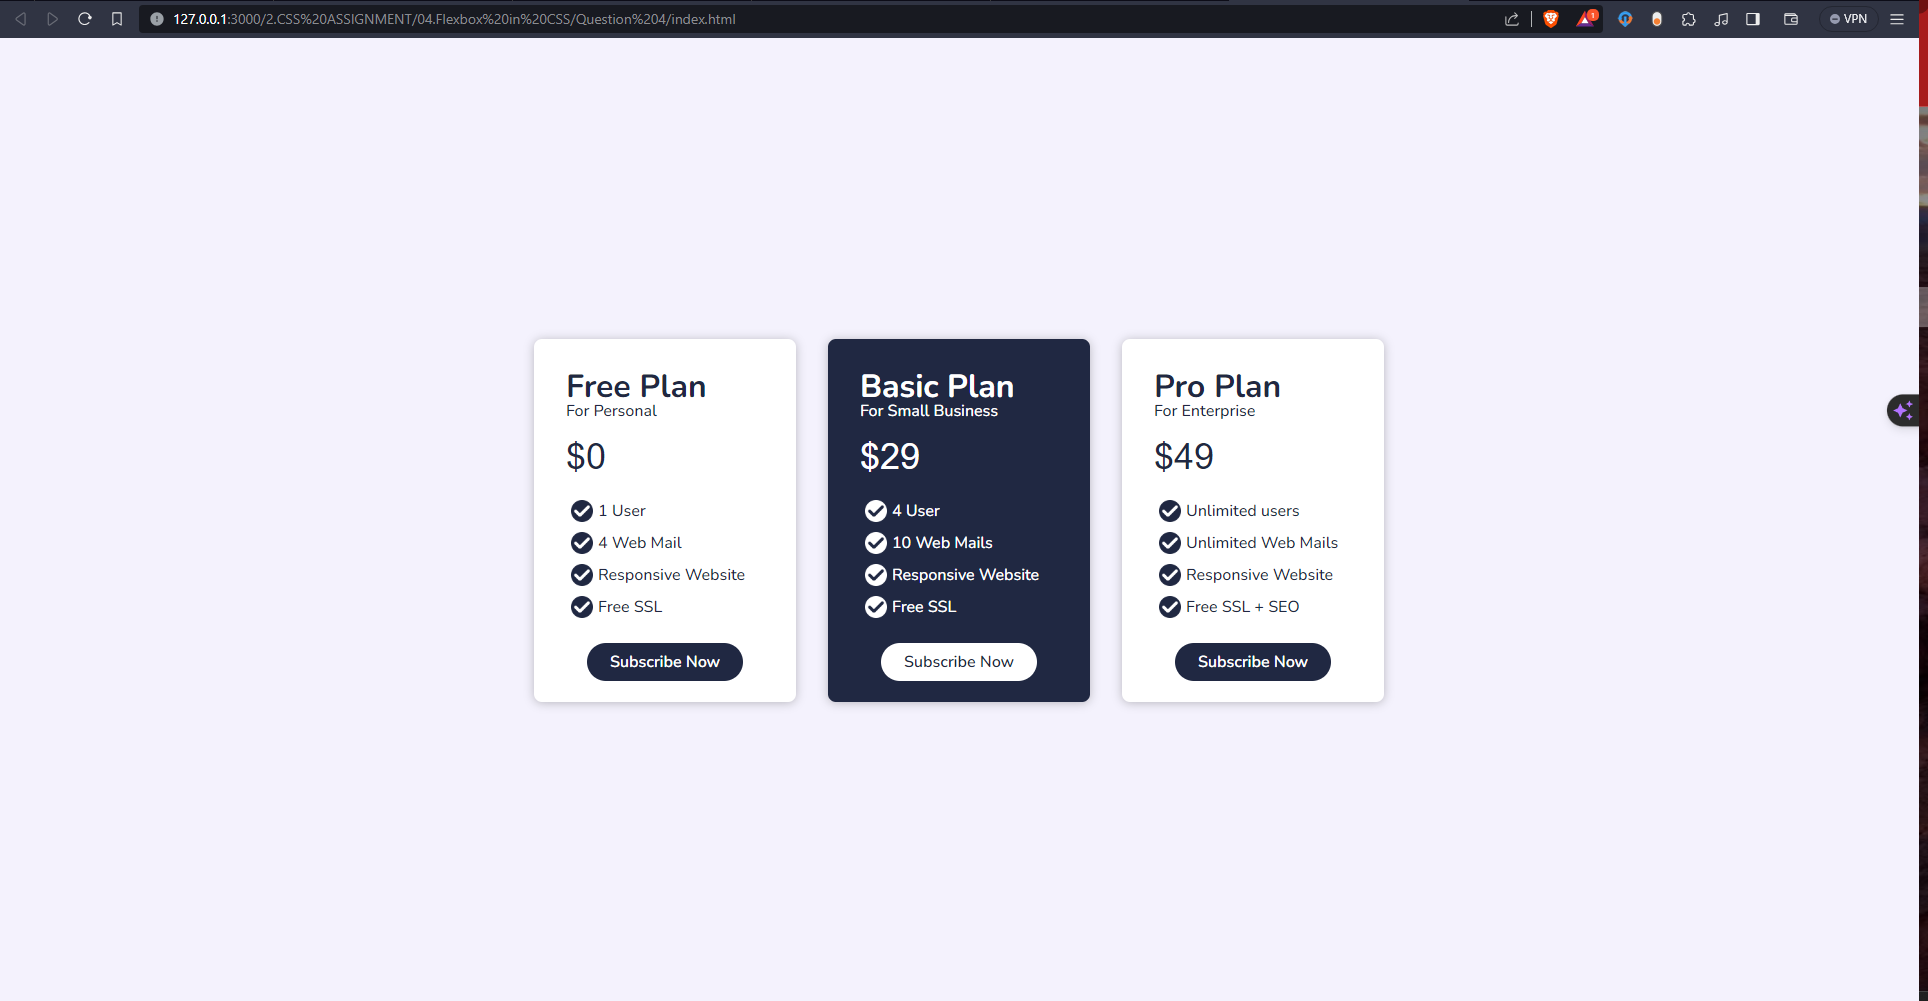 127.0.0.1:3000/2.CSS%20ASSIGNMENT/04.Flexbox%20in%20CSS/Question%204/index.html
1
VPN
Free Plan
For Personal
$0
1 User
4 Web Mail
Responsive Website
Free SSL
Subscribe Now
Basic Plan
For Small Business
$29
4 User
10 Web Mails
Responsive Website
Free SSL
Subscribe Now
Pro Plan
For Enterprise
$49
Unlimited users
Unlimited Web Mails
Responsive Website
Free SSL + SEO
Subscribe Now